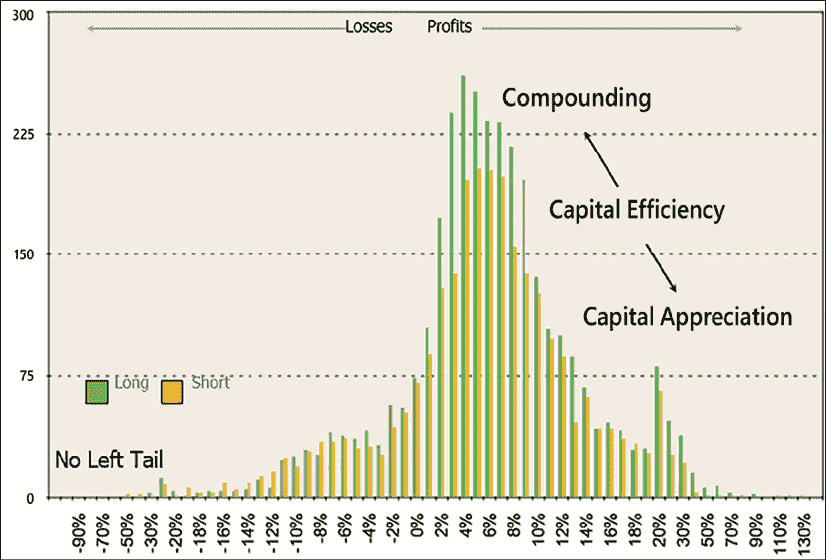 300
Losses Profits
Compounding
225
Capital Efficiency
150
Capital Appreciation
75
Long Short
No Left Tail
0
-90% -70% -50% -30% -20% -18% -16% -14% -12% -10% -8% -6% -4% -2% 0% 2% 4% 6% 8% 10% 12% 14% 16% 18% 20% 30% 50% 70% 90% 110% 130%